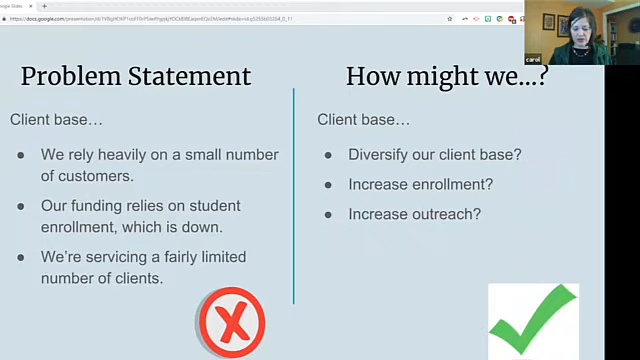 Problem Statement
Client base…
● We rely heavily on a small number
of customers.
● Our funding relies on student
enrollment, which is down.
● We're servicing a fairly limited
number of clients.
How might we...?
Client base…
● Diversify our client base?
● Increase enrollment?
● Increase outreach?
carol